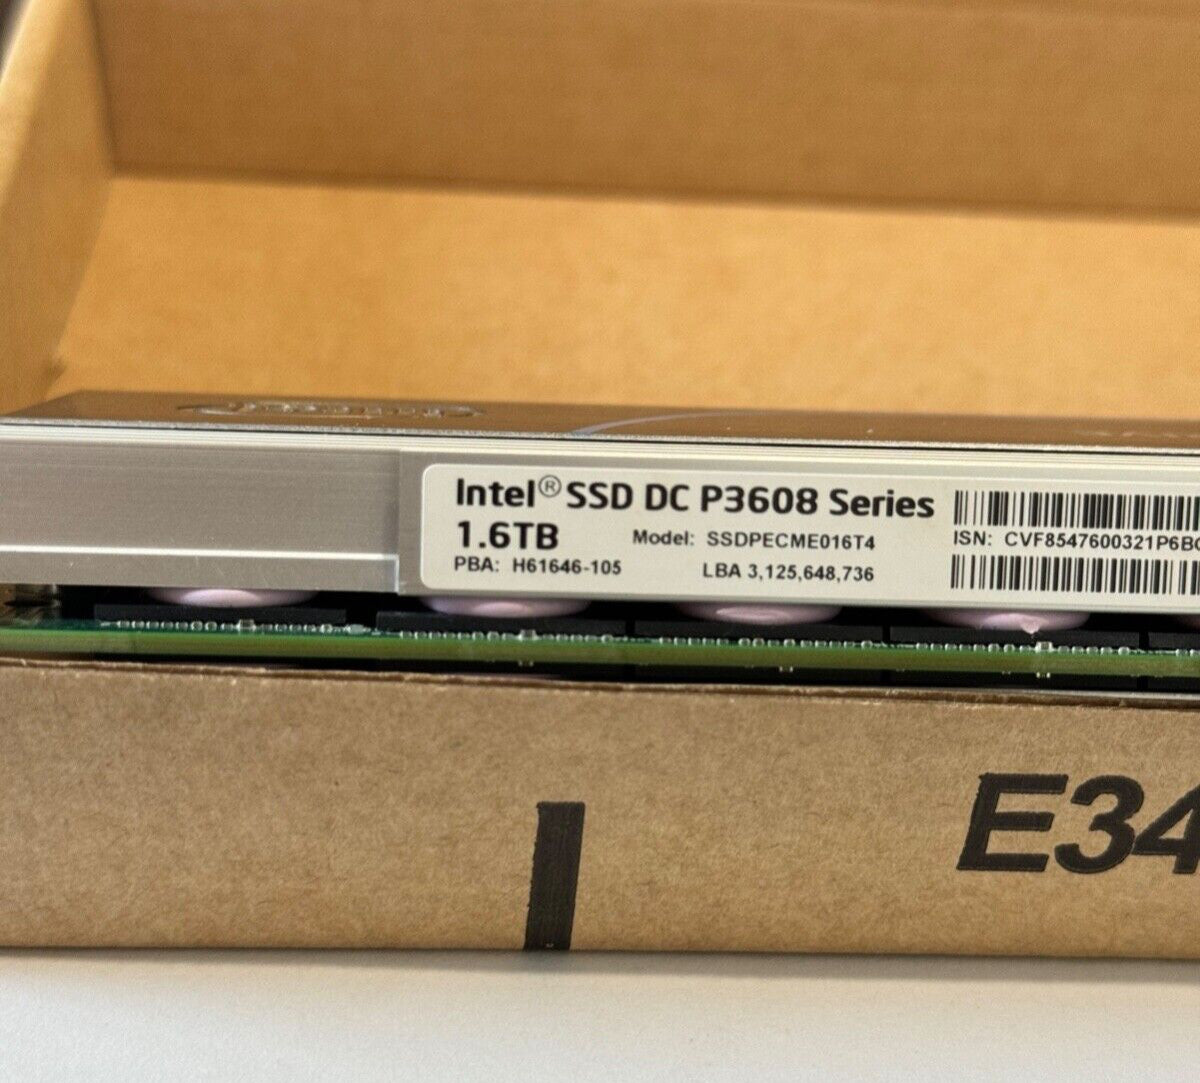 Intel® SSD DC P3608 Series
1.6TB Model: SSDPECME016T4
PBA: H61646-105 LBA 3,125,648,736
ISN: CVF8547600321P6B
E34